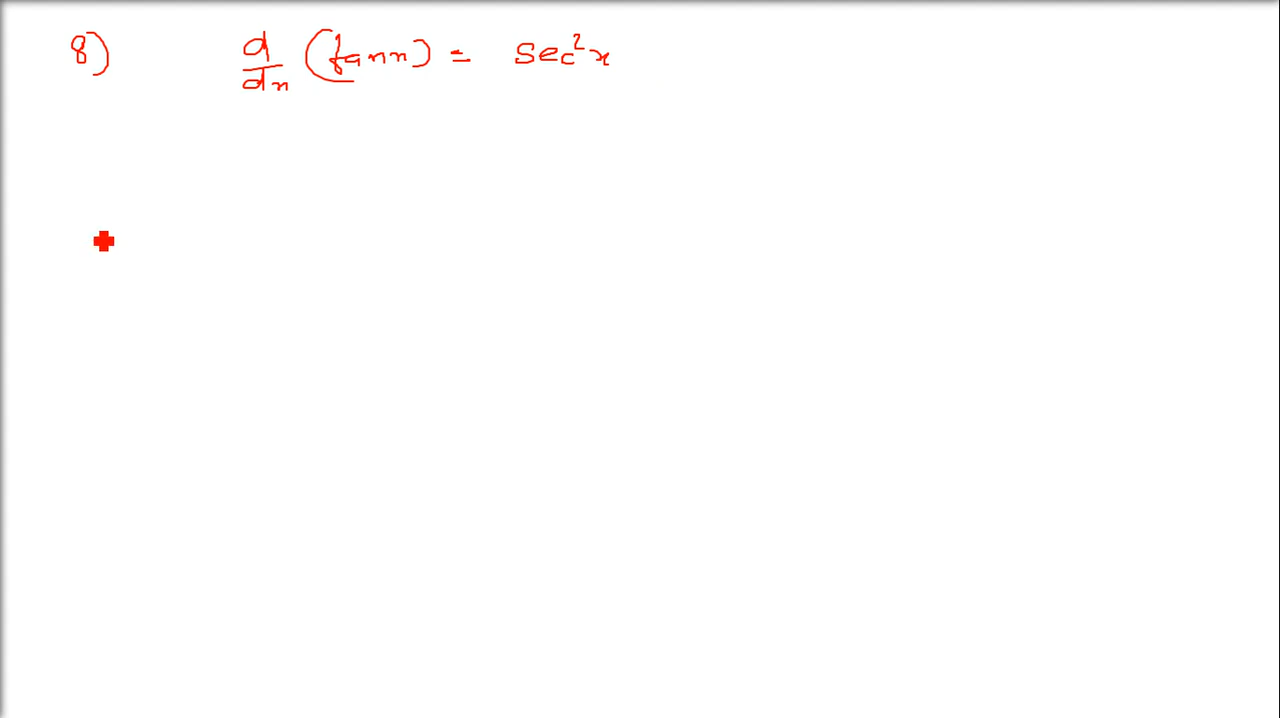 8) d/dx (tanx) = sec²x